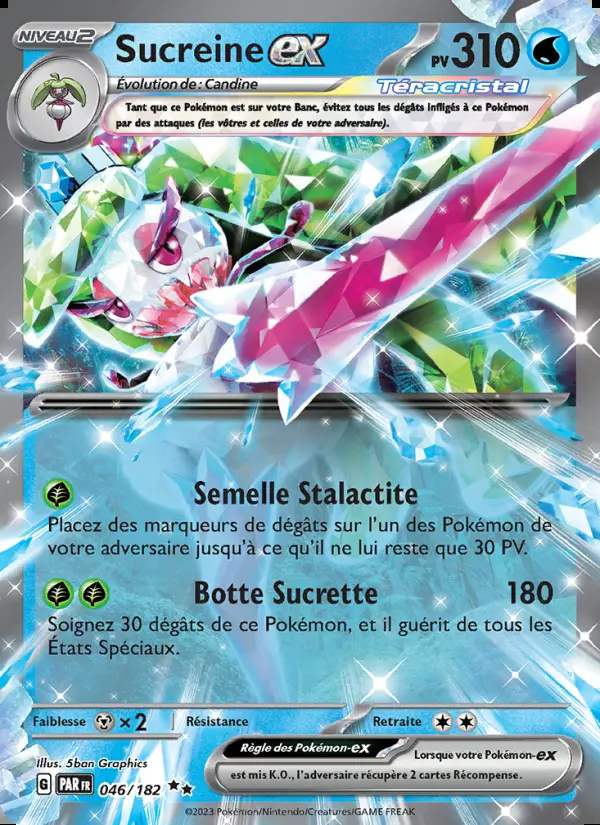 NIVEAU 2
Sucreine ex
PV 310
Évolution de : Candine
Téracristal
Tant que ce Pokémon est sur votre Banc, évitez tous les dégâts infligés à ce Pokémon
par des attaques (les vôtres et celles de votre adversaire).
Semelle Stalactite
Placez des marqueurs de dégâts sur l'un des Pokémon de
votre adversaire jusqu'à ce qu'il ne lui reste que 30 PV.
Botte Sucrette 180
Soignez 30 dégâts de ce Pokémon, et il guérit de tous les
États Spéciaux.
Faiblesse ×2 Résistance Retraite
Règle des Pokémon-ex Lorsque votre Pokémon-ex
est mis K.O., l'adversaire récupère 2 cartes Récompense.
Illus. 5ban Graphics
G PAR FR 046/182
©2023 Pokémon/Nintendo/Creatures/GAME FREAK